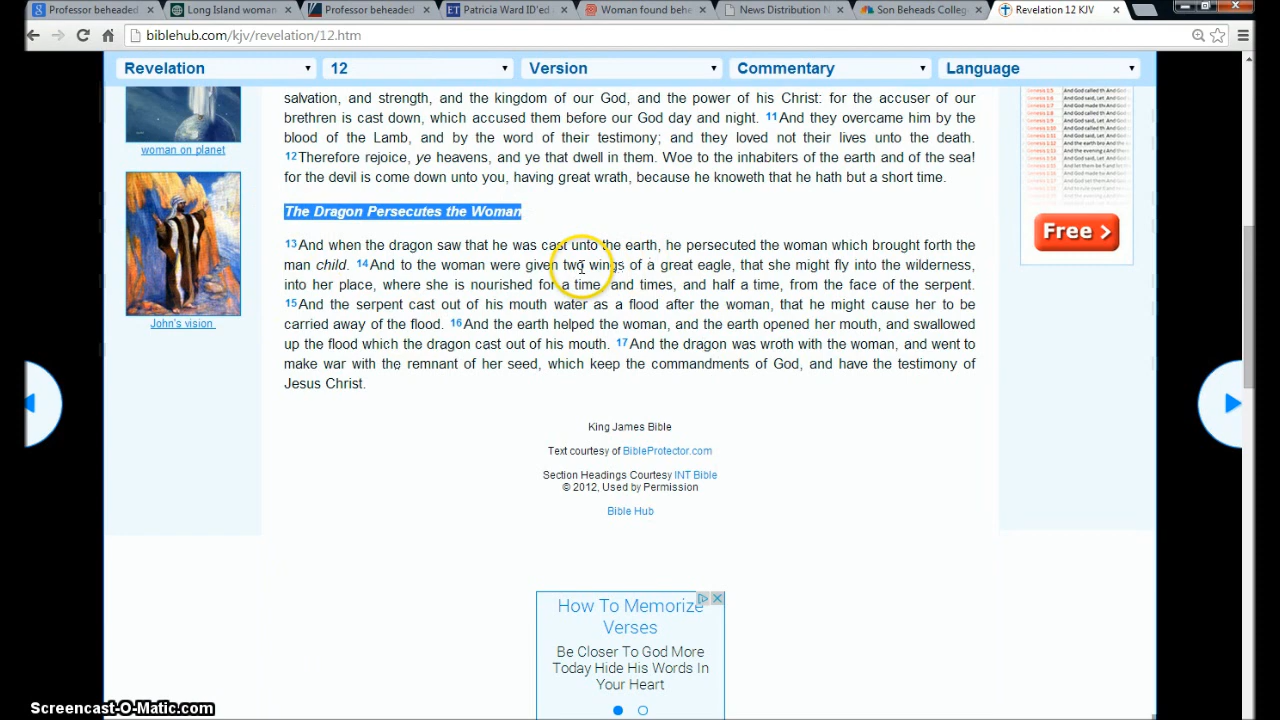 Professor beheaded
Long Island woman
Professor beheaded
Patricia Ward ID'ed
Woman found behe
News Distribution N
Son Beheads Colleg
Revelation 12 KJV
biblehub.com/kjv/revelation/12.htm
Revelation 12 Version Commentary Language
salvation, and strength, and the kingdom of our God, and the power of his Christ: for the accuser of our
brethren is cast down, which accused them before our God day and night. 11And they overcame him by the
blood of the Lamb, and by the word of their testimony; and they loved not their lives unto the death.
12Therefore rejoice, ye heavens, and ye that dwell in them. Woe to the inhabiters of the earth and of the sea!
for the devil is come down unto you, having great wrath, because he knoweth that he hath but a short time.
The Dragon Persecutes the Woman
13And when the dragon saw that he was cast unto the earth, he persecuted the woman which brought forth the
man child. 14And to the woman were given two wings of a great eagle, that she might fly into the wilderness,
into her place, where she is nourished for a time, and times, and half a time, from the face of the serpent.
15And the serpent cast out of his mouth water as a flood after the woman, that he might cause her to be
carried away of the flood. 16And the earth helped the woman, and the earth opened her mouth, and swallowed
up the flood which the dragon cast out of his mouth. 17And the dragon was wroth with the woman, and went to
make war with the remnant of her seed, which keep the commandments of God, and have the testimony of
Jesus Christ.
woman on planet
John's vision
King James Bible
Text courtesy of BibleProtector.com
Section Headings Courtesy INT Bible
© 2012, Used by Permission
Bible Hub
Free >
How To Memorize
Verses
Be Closer To God More
Today Hide His Words In
Your Heart
Screencast-O-Matic.com